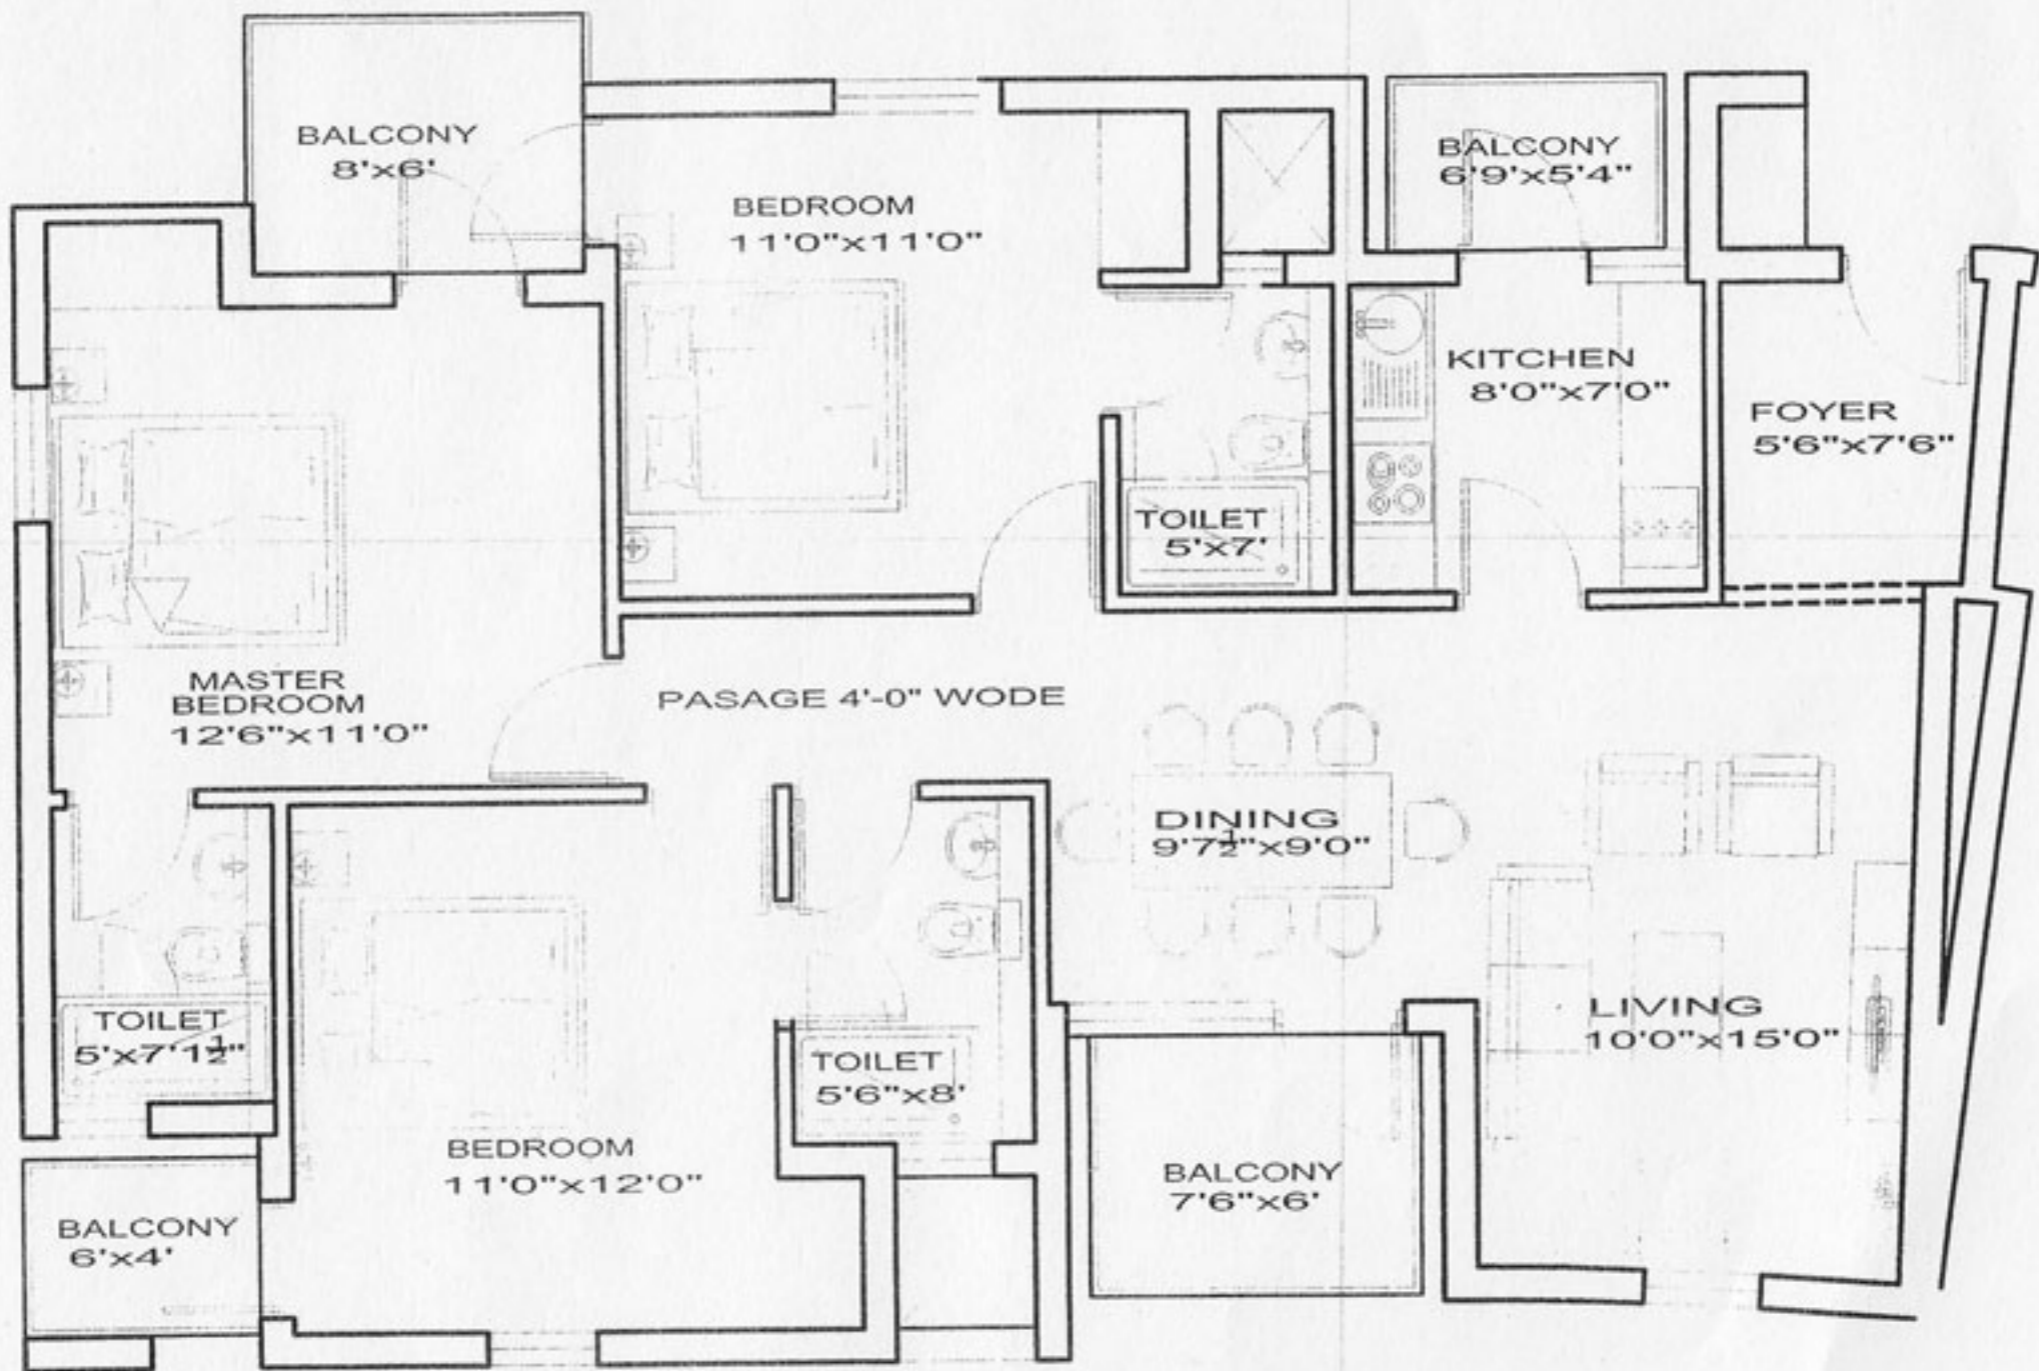 BALCONY
8'x6'
BEDROOM
11'0"x11'0"
BALCONY
6'9'x5'4"
KITCHEN
8'0"x7'0"
FOYER
5'6"x7'6"
TOILET
5'x7'
MASTER
BEDROOM
12'6"x11'0"
PASAGE 4'-0" WODE
DINING
9'7½"x9'0"
LIVING
10'0"x15'0"
TOILET
5'x7'1½"
TOILET
5'6"x8'
BEDROOM
11'0"x12'0"
BALCONY
7'6"x6'
BALCONY
6'x4'